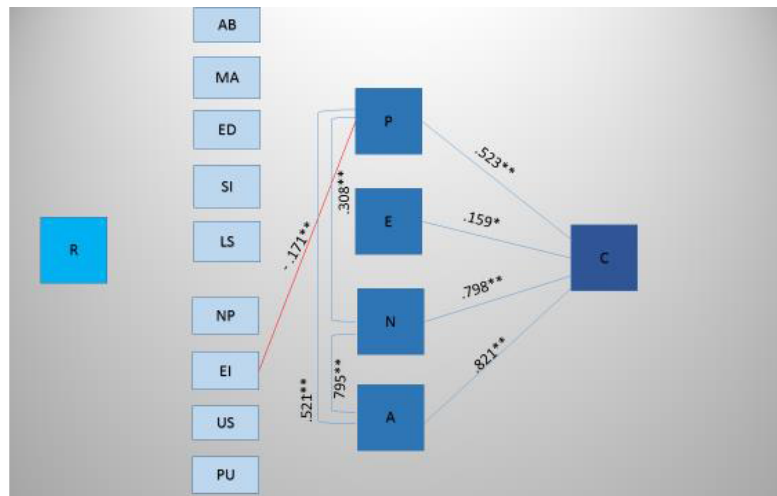 AB
MA
ED
SI
LS
NP
EI
US
PU
R
P
E
N
A
C
.523**
.159*
.798**
.821**
.308**
- .171**
.521**
795**